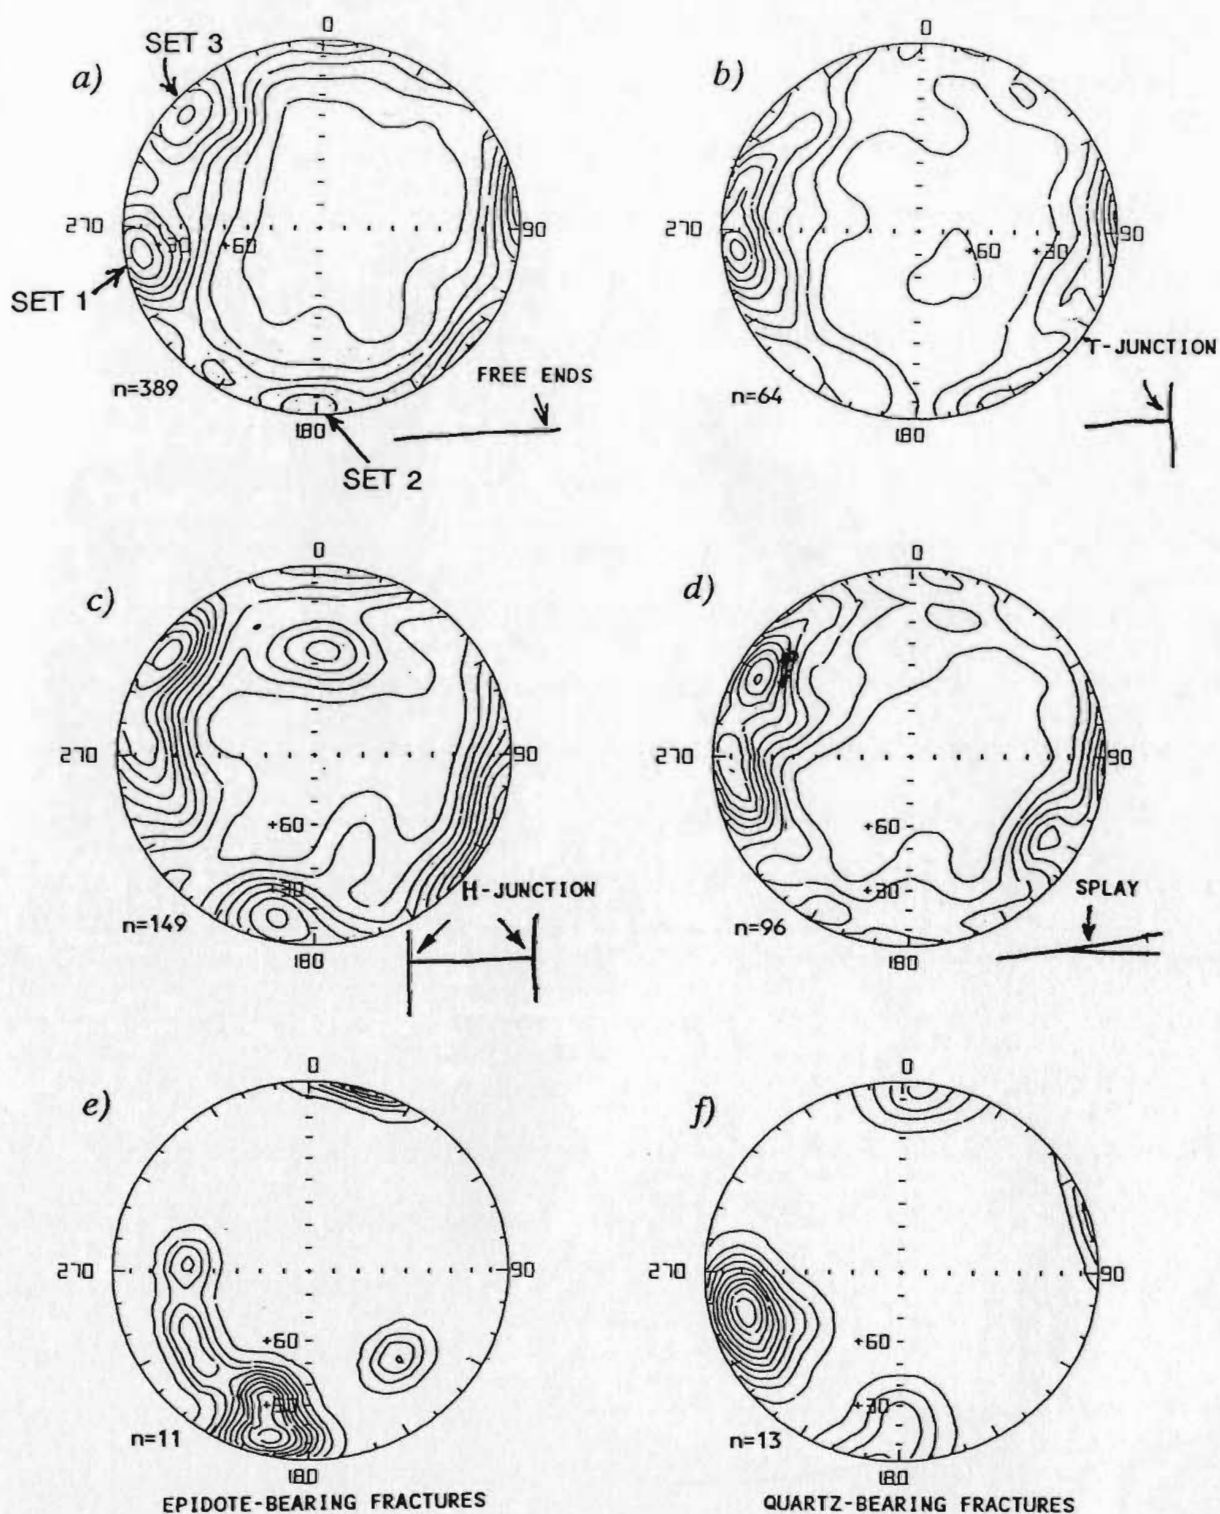 SET 3
a)
0
270
+30
+60
90
SET 1
n=389
180
FREE ENDS
SET 2
b)
0
270
+60
+30
90
n=64
180
T-JUNCTION
c)
0
270
90
+60
+30
n=149
180
H-JUNCTION
d)
0
270
90
+60
+30
n=96
180
SPLAY
e)
0
270
90
+60
+30
n=11
180
EPIDOTE-BEARING FRACTURES
f)
0
270
90
+60
+30
n=13
180
QUARTZ-BEARING FRACTURES